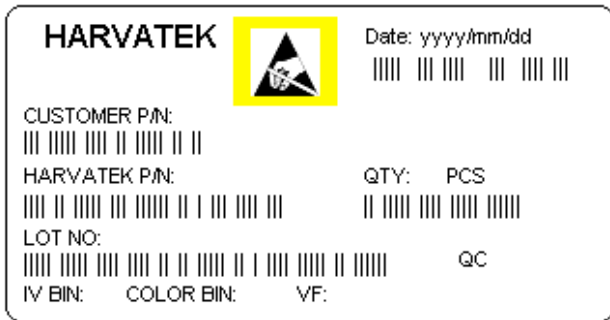 HARVATEK
Date: yyyy/mm/dd
CUSTOMER P/N:
HARVATEK P/N: QTY: PCS
LOT NO:
QC
IV BIN: COLOR BIN: VF: